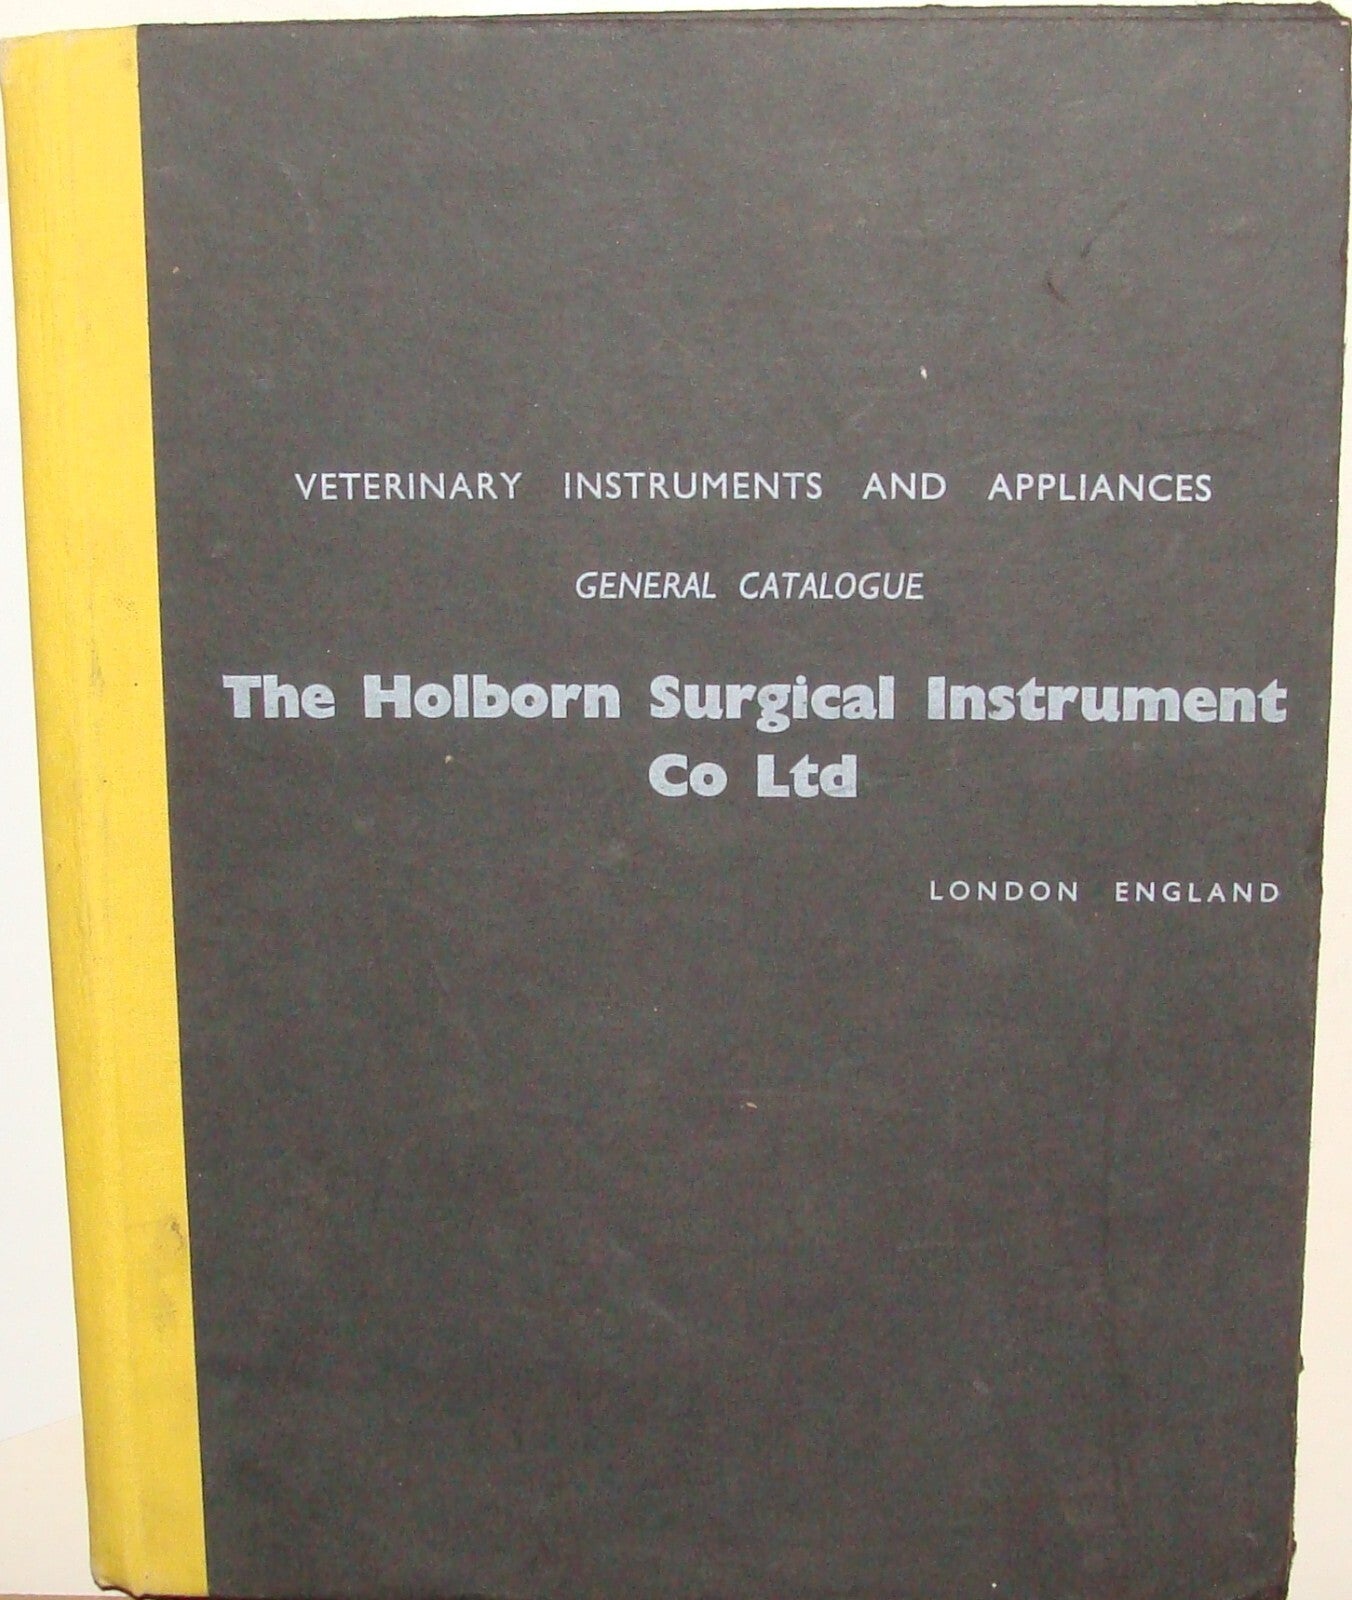 VETERINARY INSTRUMENTS AND APPLIANCES
GENERAL CATALOGUE
The Holborn Surgical Instrument
Co Ltd
LONDON ENGLAND